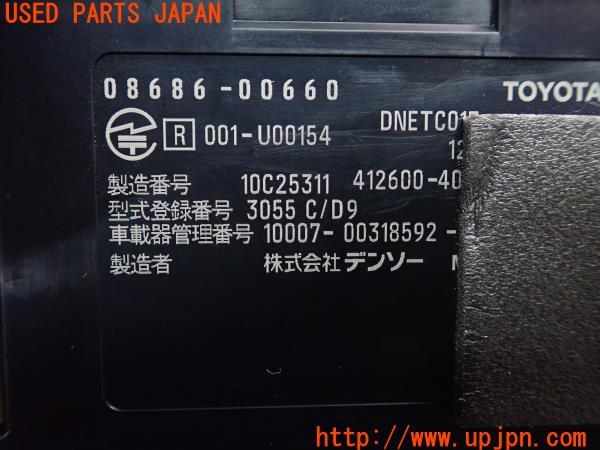 USED PARTS JAPAN
08686-00660
TOYOTA
R 001-U00154
12
製造番号 10C25311 412600-40
型式登録番号 3055 C/D9
車載器管理番号 10007-00318592-
製造者 株式会社 デンソー
(C) http://www.upjpn.com